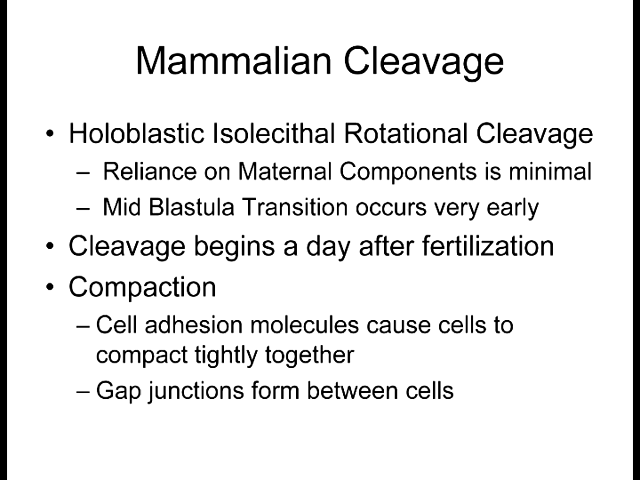 Mammalian Cleavage
• Holoblastic Isolecithal Rotational Cleavage
– Reliance on Maternal Components is minimal
– Mid Blastula Transition occurs very early
• Cleavage begins a day after fertilization
• Compaction
– Cell adhesion molecules cause cells to
compact tightly together
– Gap junctions form between cells